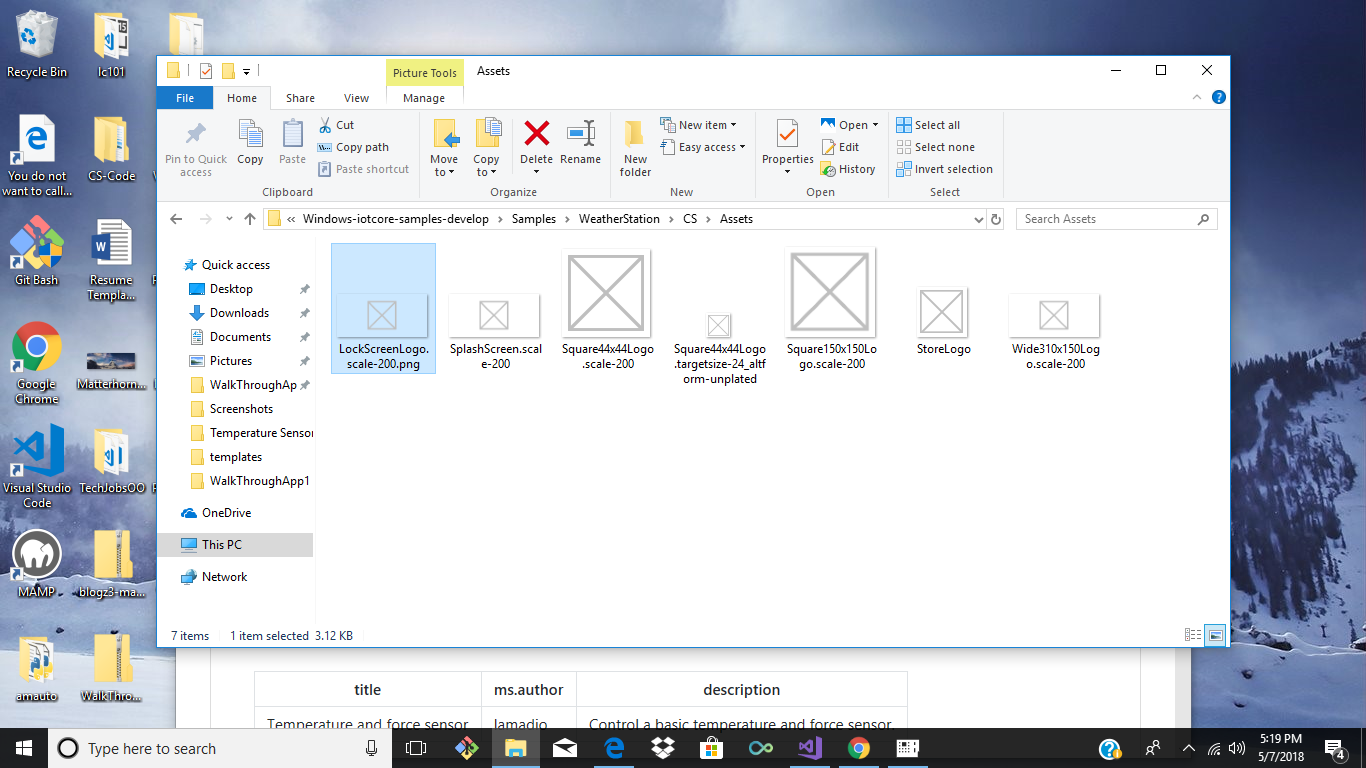 Recycle Bin
lc101
You do not
want to call...
CS-Code
Git Bash
Resume
Templa...
Google
Chrome
Matterhorn...
Visual Studio
Code
TechJobsOO
MAMP
blogz3-ma...
amauto
WalkThro...
Picture Tools
Assets
File
Home
Share
View
Manage
Pin to Quick
access
Copy
Paste
Cut
Copy path
Paste shortcut
Clipboard
Move
to
Copy
to
Delete
Rename
Organize
New
folder
New item
Easy access
New
Properties
Open
Edit
History
Open
Select all
Select none
Invert selection
Select
« Windows-iotcore-samples-develop > Samples > WeatherStation > CS > Assets
Search Assets
Quick access
Desktop
Downloads
Documents
Pictures
WalkThroughAp
Screenshots
Temperature Sensor
templates
WalkThroughApp1
OneDrive
This PC
Network
LockScreenLogo.
scale-200.png
SplashScreen.scal
e-200
Square44x44Logo
.scale-200
Square44x44Logo
.targetsize-24_altf
orm-unplated
Square150x150Lo
go.scale-200
StoreLogo
Wide310x150Log
o.scale-200
7 items 1 item selected 3.12 KB
title ms.author description
Temperature and force sensor lamadio Control a basic temperature and force sensor
Type here to search
5:19 PM
5/7/2018
4